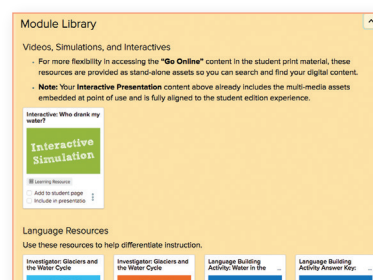 Module Library
Videos, Simulations, and Interactives
• For more flexibility in accessing the "Go Online" content in the student print material, these
resources are provided as stand-alone assets so you can search and find your digital content.
• Note: Your Interactive Presentation content above already includes the multi-media assets
embedded at point of use and is fully aligned to the student edition experience.
Interactive: Who drank my
water?
Interactive
Simulation
Learning Resource
Add to student page
Include in presentatio
Language Resources
Use these resources to help differentiate instruction.
Investigator: Glaciers and
the Water Cycle
Investigator: Glaciers and
the Water Cycle
Language Building
Activity: Water in the ...
Language Building
Activity Answer Key: ...